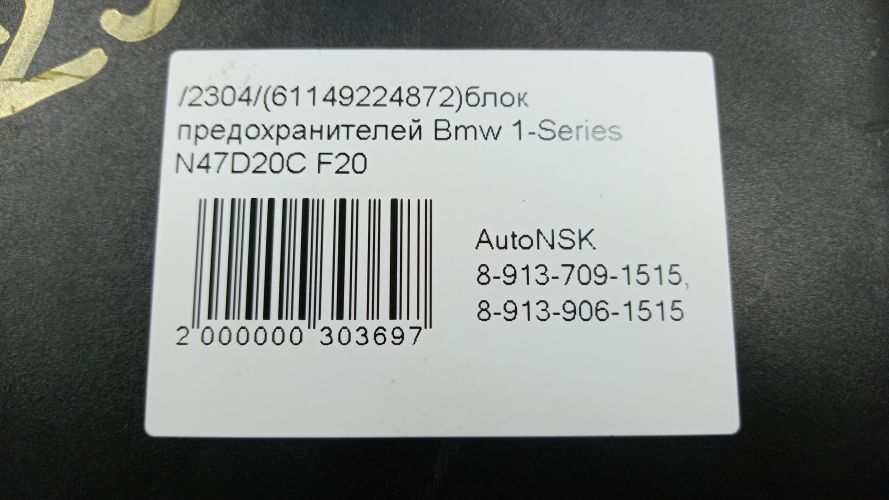 /2304/(61149224872)блок
предохранителей Bmw 1-Series
N47D20C F20
AutoNSK
8-913-709-1515,
8-913-906-1515
2 000000 303697